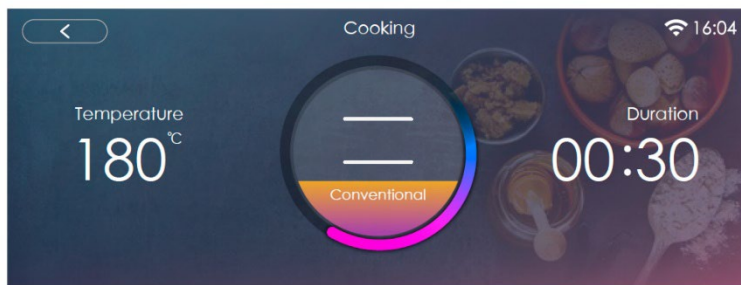 Cooking
16:04
Temperature
180 °C
Conventional
Duration
00:30